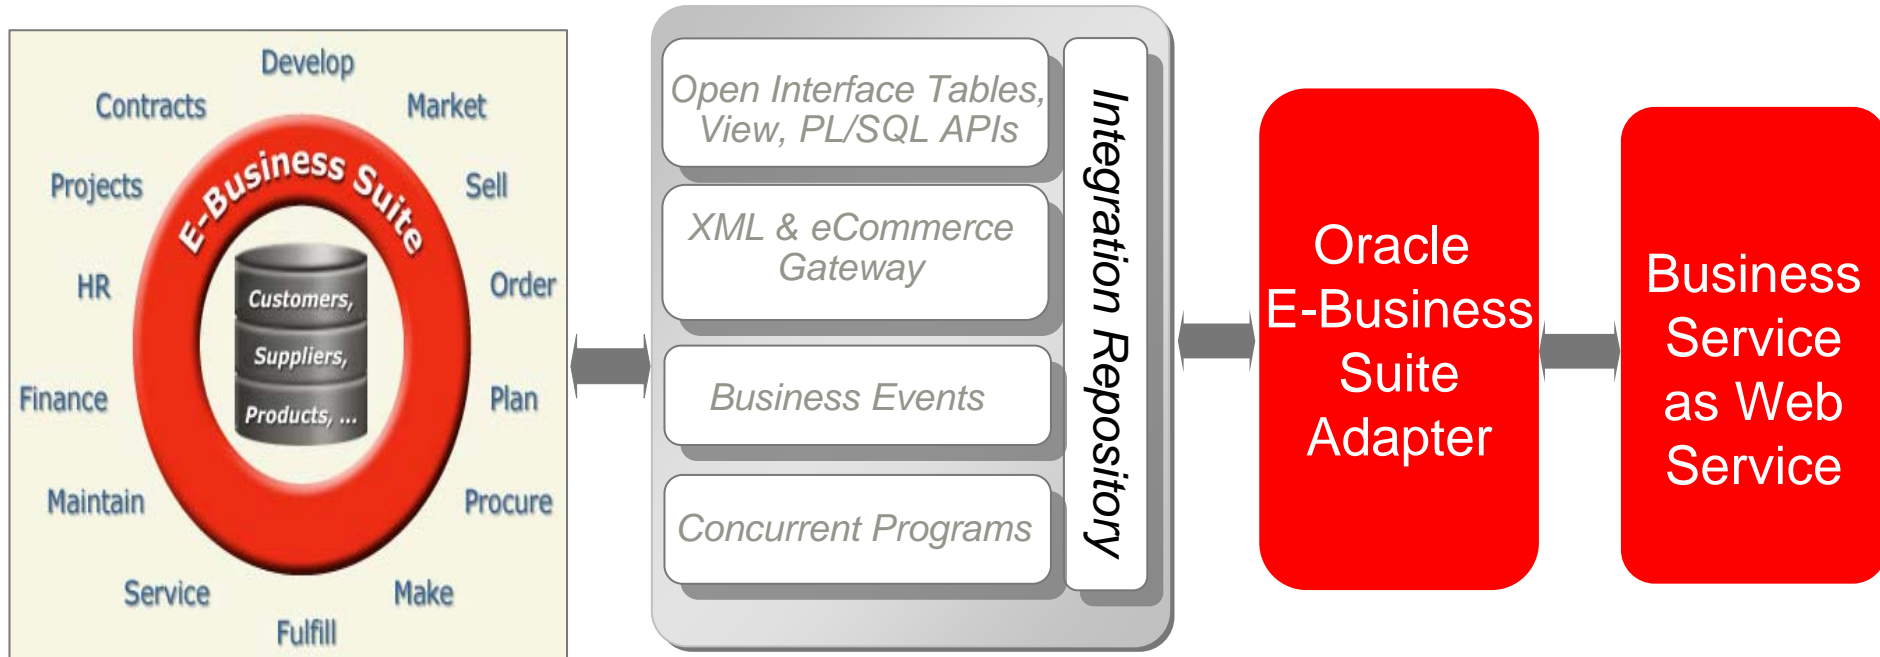 Develop
Contracts
Market
Projects
Sell
E-Business Suite
HR
Order
Customers,
Suppliers,
Products, ...
Finance
Plan
Maintain
Procure
Service
Make
Fulfill
Open Interface Tables,
View, PL/SQL APIs
XML & eCommerce
Gateway
Business Events
Concurrent Programs
Integration Repository
Oracle
E-Business
Suite
Adapter
Business
Service
as Web
Service